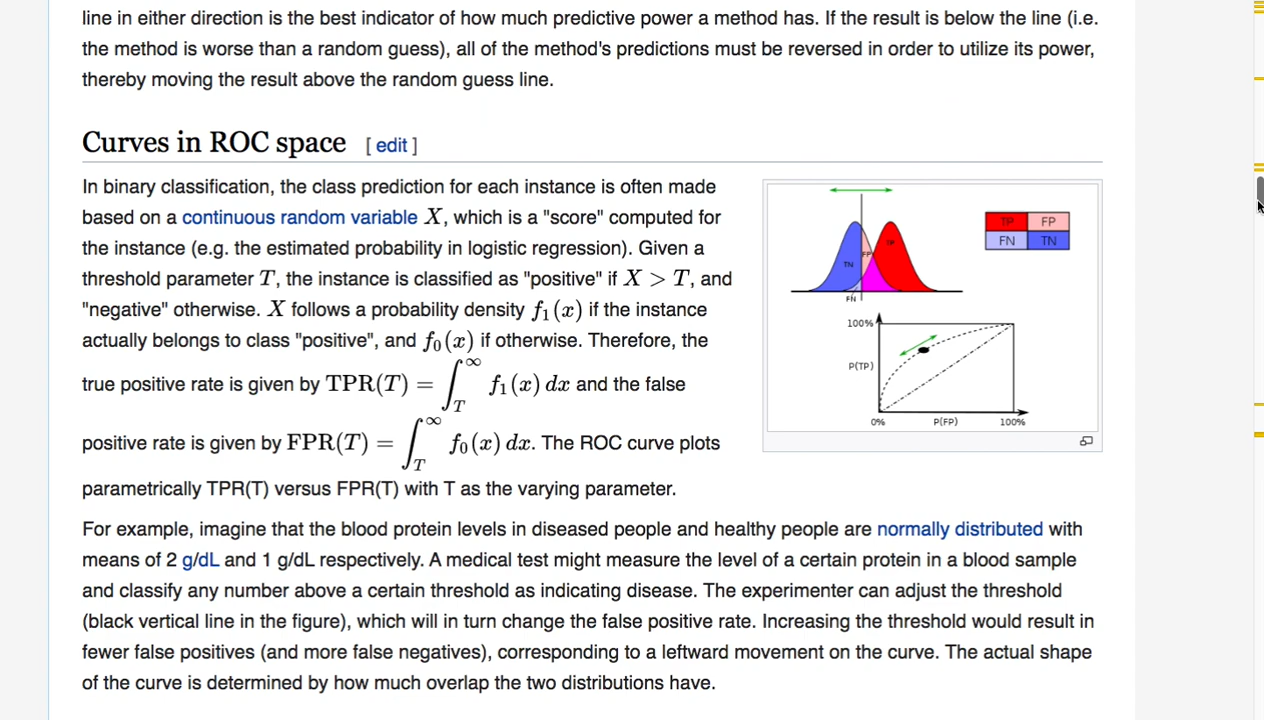 line in either direction is the best indicator of how much predictive power a method has. If the result is below the line (i.e.
the method is worse than a random guess), all of the method's predictions must be reversed in order to utilize its power,
thereby moving the result above the random guess line.
Curves in ROC space [ edit ]
In binary classification, the class prediction for each instance is often made
based on a continuous random variable X, which is a "score" computed for
the instance (e.g. the estimated probability in logistic regression). Given a
threshold parameter T, the instance is classified as "positive" if X > T, and
"negative" otherwise. X follows a probability density f₁(x) if the instance
actually belongs to class "positive", and f₀(x) if otherwise. Therefore, the
true positive rate is given by TPR(T) = ∫_T^∞ f₁(x) dx and the false
positive rate is given by FPR(T) = ∫_T^∞ f₀(x) dx. The ROC curve plots
parametrically TPR(T) versus FPR(T) with T as the varying parameter.
TP FP
FN TN
TN FP TP
FN
100%
P(TP)
0% P(FP) 100%
For example, imagine that the blood protein levels in diseased people and healthy people are normally distributed with
means of 2 g/dL and 1 g/dL respectively. A medical test might measure the level of a certain protein in a blood sample
and classify any number above a certain threshold as indicating disease. The experimenter can adjust the threshold
(black vertical line in the figure), which will in turn change the false positive rate. Increasing the threshold would result in
fewer false positives (and more false negatives), corresponding to a leftward movement on the curve. The actual shape
of the curve is determined by how much overlap the two distributions have.